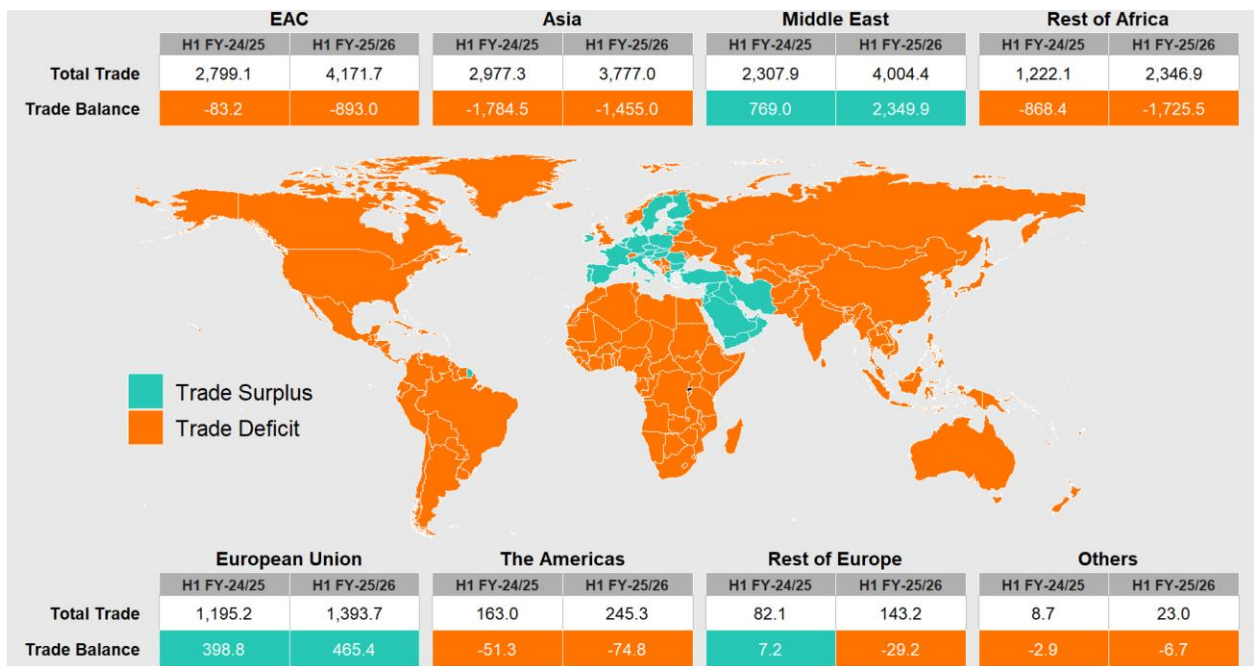 EAC Asia Middle East Rest of Africa
H1 FY-24/25 H1 FY-25/26 H1 FY-24/25 H1 FY-25/26 H1 FY-24/25 H1 FY-25/26 H1 FY-24/25 H1 FY-25/26
Total Trade 2,799.1 4,171.7 2,977.3 3,777.0 2,307.9 4,004.4 1,222.1 2,346.9
Trade Balance -83.2 -893.0 -1,784.5 -1,455.0 769.0 2,349.9 -868.4 -1,725.5
Trade Surplus
Trade Deficit
European Union The Americas Rest of Europe Others
H1 FY-24/25 H1 FY-25/26 H1 FY-24/25 H1 FY-25/26 H1 FY-24/25 H1 FY-25/26 H1 FY-24/25 H1 FY-25/26
Total Trade 1,195.2 1,393.7 163.0 245.3 82.1 143.2 8.7 23.0
Trade Balance 398.8 465.4 -51.3 -74.8 7.2 -29.2 -2.9 -6.7